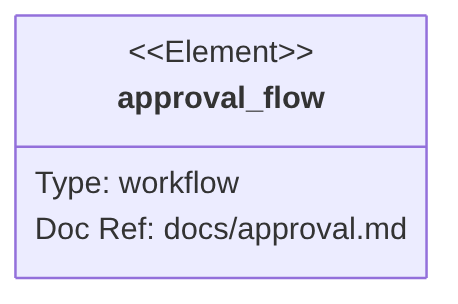 <<Element>>
approval_flow
Type: workflow
Doc Ref: docs/approval.md